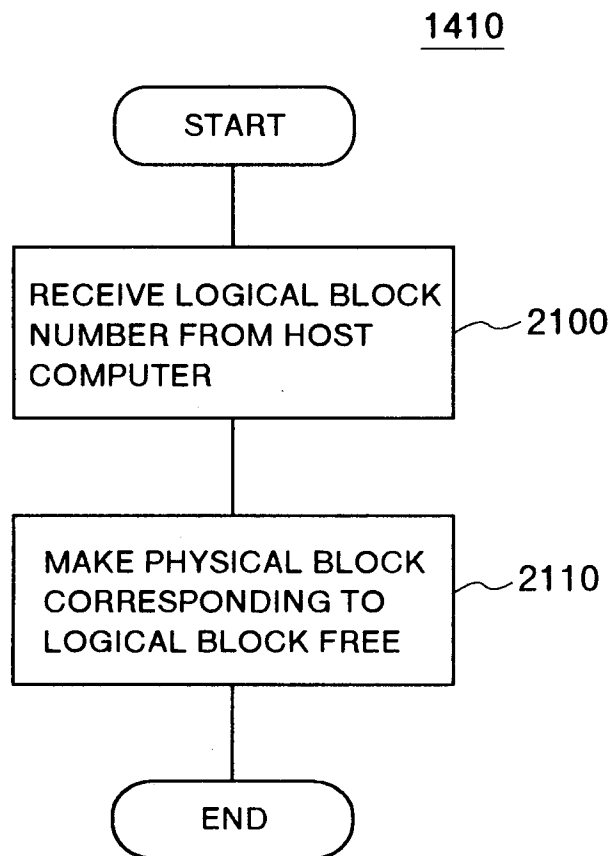 1410
START
RECEIVE LOGICAL BLOCK
NUMBER FROM HOST
COMPUTER
2100
MAKE PHYSICAL BLOCK
CORRESPONDING TO
LOGICAL BLOCK FREE
2110
END